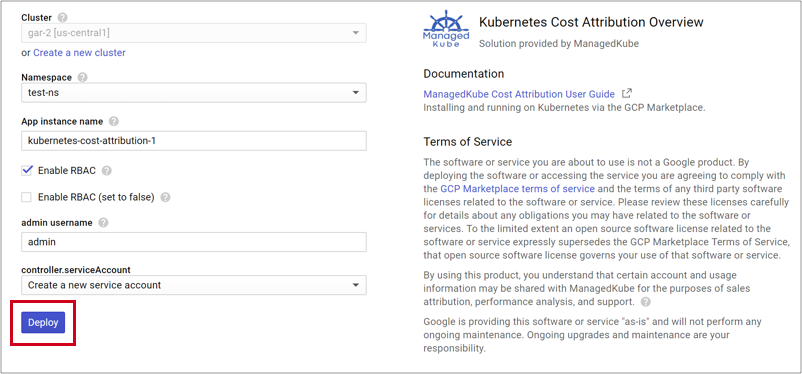 Cluster
gar-2 [us-central1]
or Create a new cluster
Namespace
test-ns
App instance name
kubernetes-cost-attribution-1
Enable RBAC
Enable RBAC (set to false)
admin username
admin
controller.serviceAccount
Create a new service account
Deploy
Managed
Kube
Kubernetes Cost Attribution Overview
Solution provided by ManagedKube
Documentation
ManagedKube Cost Attribution User Guide
Installing and running on Kubernetes via the GCP Marketplace.
Terms of Service
The software or service you are about to use is not a Google product. By
deploying the software or accessing the service you are agreeing to comply with
the GCP Marketplace terms of service and the terms of any third party software
licenses related to the software or service. Please review these licenses carefully
for details about any obligations you may have related to the software or
services. To the limited extent an open source software license related to the
software or service expressly supersedes the GCP Marketplace Terms of Service,
that open source software license governs your use of that software or service.
By using this product, you understand that certain account and usage
information may be shared with ManagedKube for the purposes of sales
attribution, performance analysis, and support.
Google is providing this software or service "as-is" and will not perform any
ongoing maintenance. Ongoing upgrades and maintenance are your
responsibility.